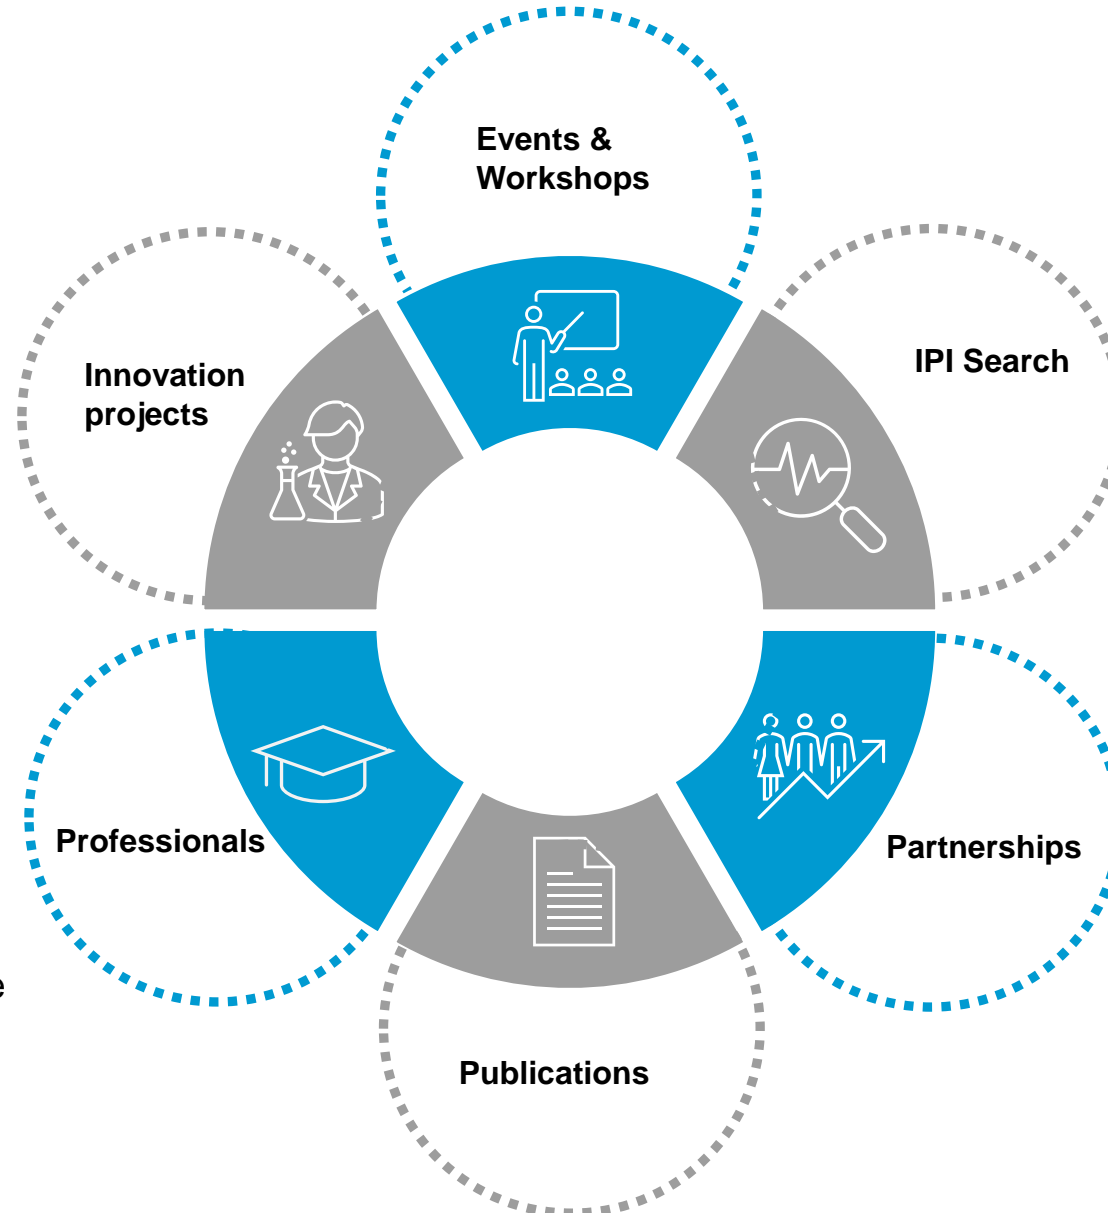 Events &
Workshops
IPI Search
Innovation
projects
Professionals
Partnerships
e
Publications